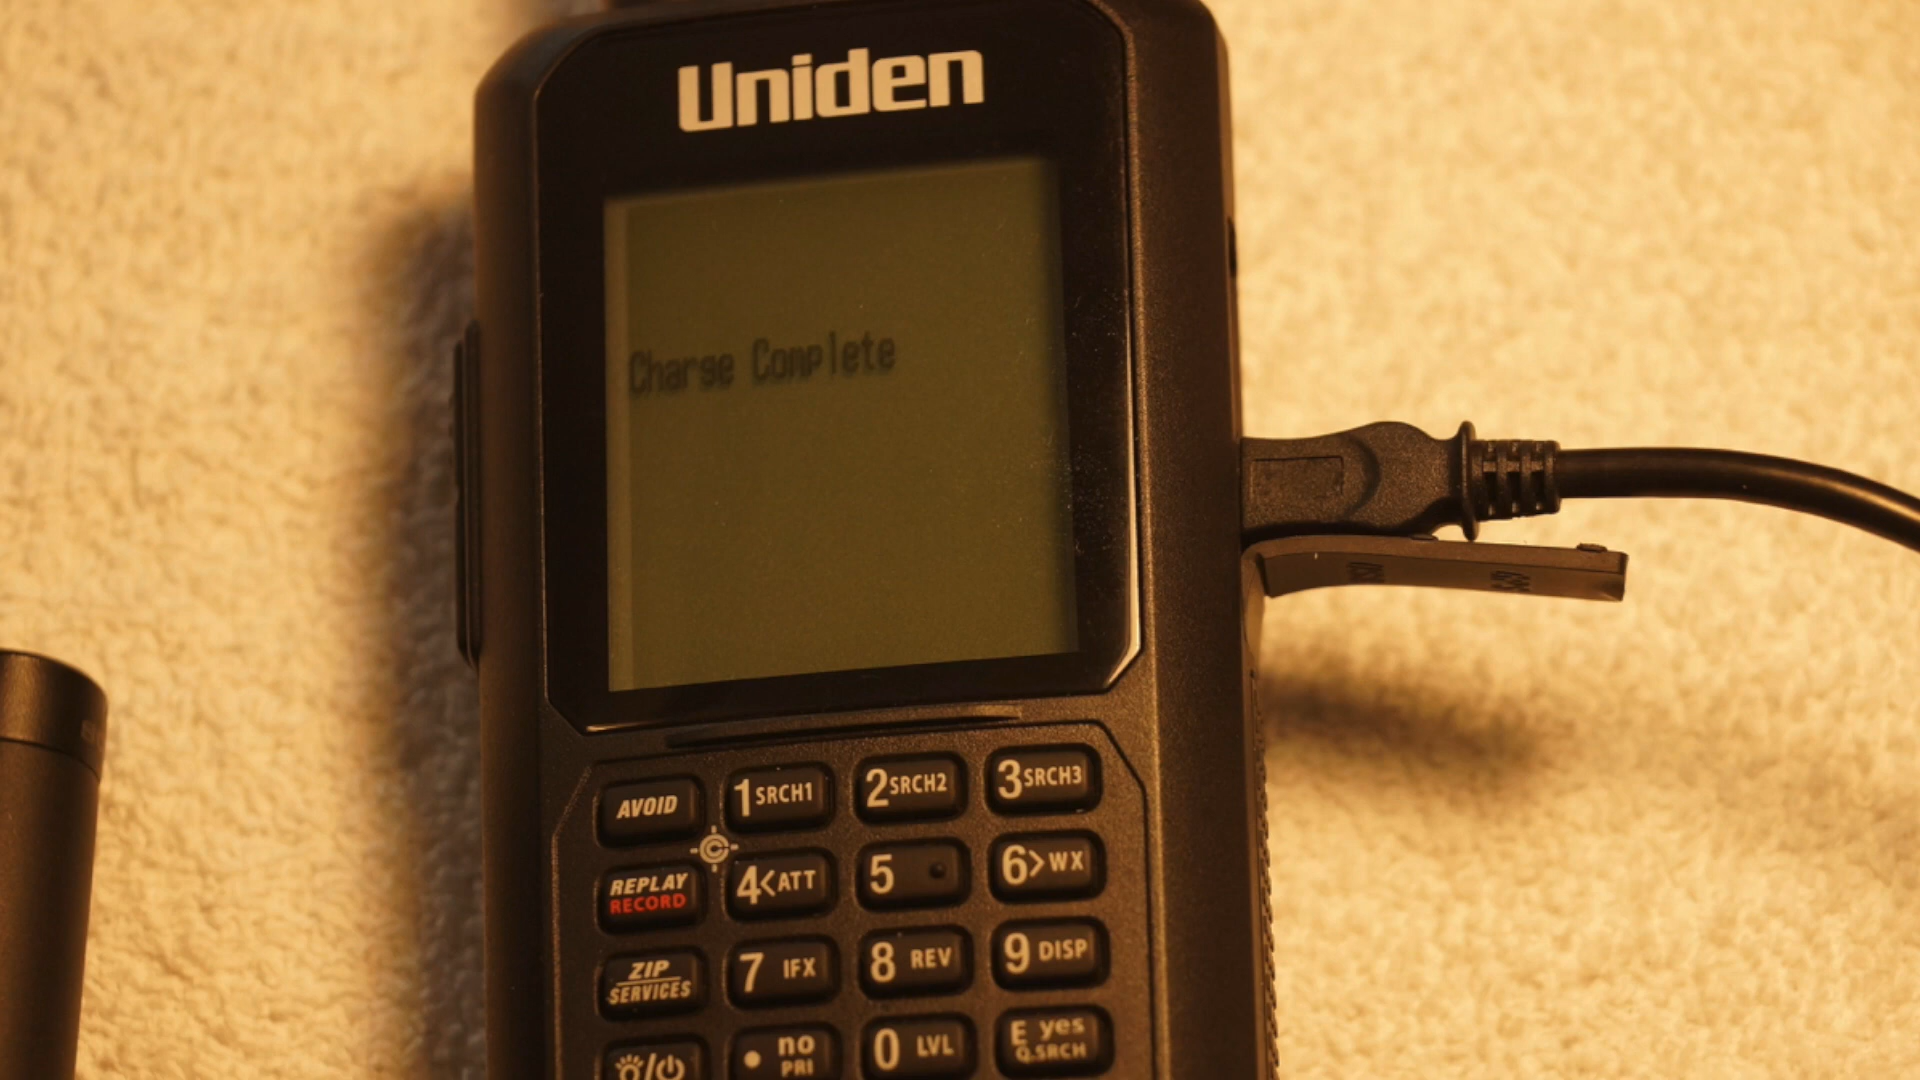 Uniden
Charge Complete
AVOID
1 SRCH1
2 SRCH2
3 SRCH3
REPLAY
RECORD
4<ATT
5
6>WX
ZIP
SERVICES
7 IFX
8 REV
9 DISP
• no
PRI
0 LVL
E yes
Q.SRCH